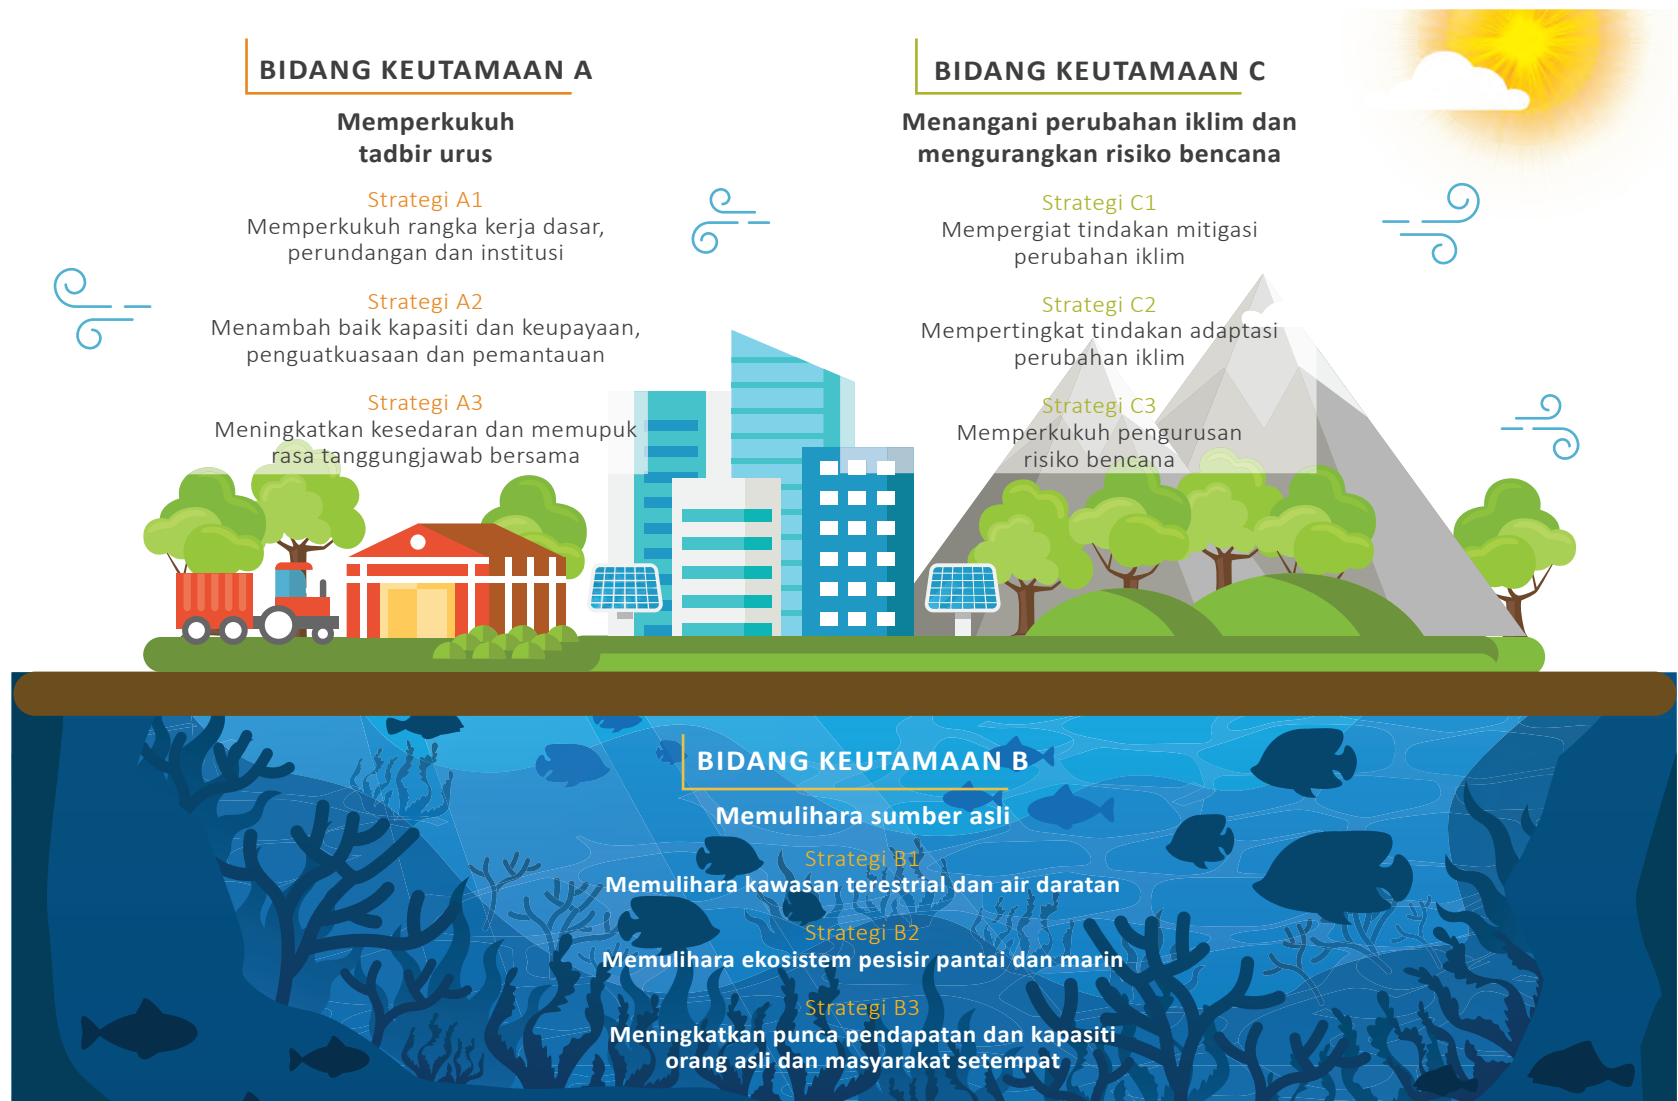 BIDANG KEUTAMAAN A
Memperkukuh
tadbir urus
Strategi A1
Memperkukuh rangka kerja dasar,
perundangan dan institusi
Strategi A2
Menambah baik kapasiti dan keupayaan,
penguatkuasaan dan pemantauan
Strategi A3
Meningkatkan kesedaran dan memupuk
rasa tanggungjawab bersama
BIDANG KEUTAMAAN C
Menangani perubahan iklim dan
mengurangkan risiko bencana
Strategi C1
Mempergiat tindakan mitigasi
perubahan iklim
Strategi C2
Mempertingkat tindakan adaptasi
perubahan iklim
Strategi C3
Memperkukuh pengurusan
risiko bencana
BIDANG KEUTAMAAN B
Memulihara sumber asli
Strategi B1
Memulihara kawasan terestrial dan air daratan
Strategi B2
Memulihara ekosistem pesisir pantai dan marin
Strategi B3
Meningkatkan punca pendapatan dan kapasiti
orang asli dan masyarakat setempat